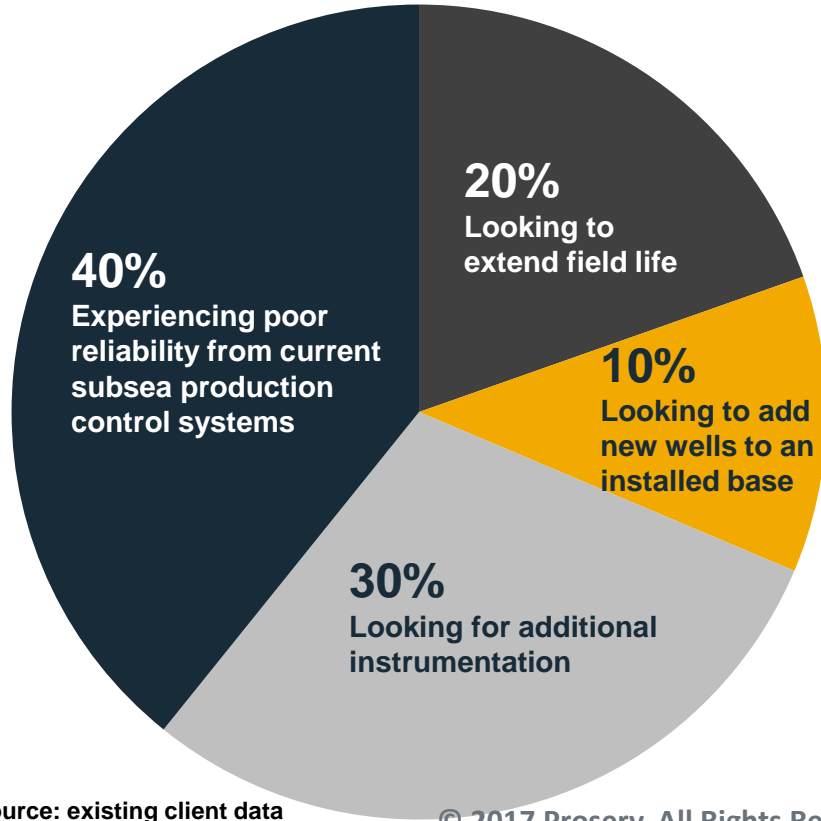 20%
Looking to
extend field life
10%
Looking to add
new wells to an
installed base
30%
Looking for additional
instrumentation
40%
Experiencing poor
reliability from current
subsea production
control systems
existing client data
© 2017 Proserv. All Rights